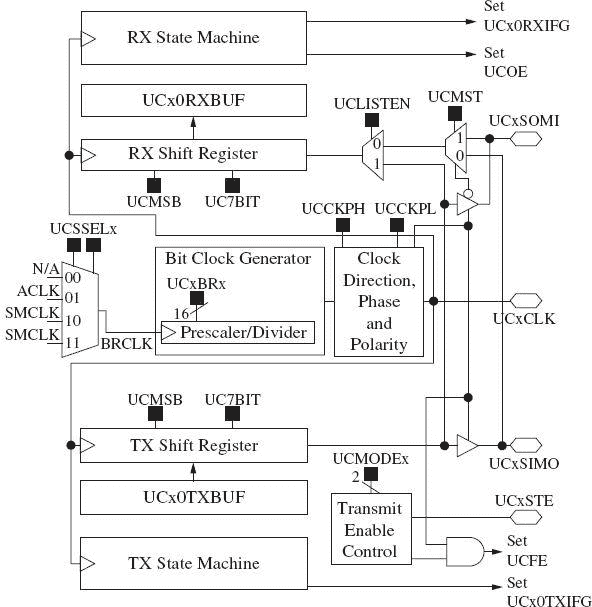 Set
UCx0RXIFG
RX State Machine
Set
UCOE
UCx0RXBUF
UCLISTEN
UCMST
UCxSOMI
RX Shift Register
0
1
1
0
UCMSB
UC7BIT
UCCKPH
UCCKPL
UCSSELx
N/A
00
ACLK
01
SMCLK
10
SMCLK
11
BRCLK
Bit Clock Generator
UCxBRx
16
Prescaler/Divider
Clock
Direction,
Phase
and
Polarity
UCxCLK
UCMSB
UC7BIT
TX Shift Register
UCxSIMO
UCMODEx
2
UCx0TXBUF
Transmit
Enable
Control
UCxSTE
Set
UCFE
TX State Machine
Set
UCx0TXIFG